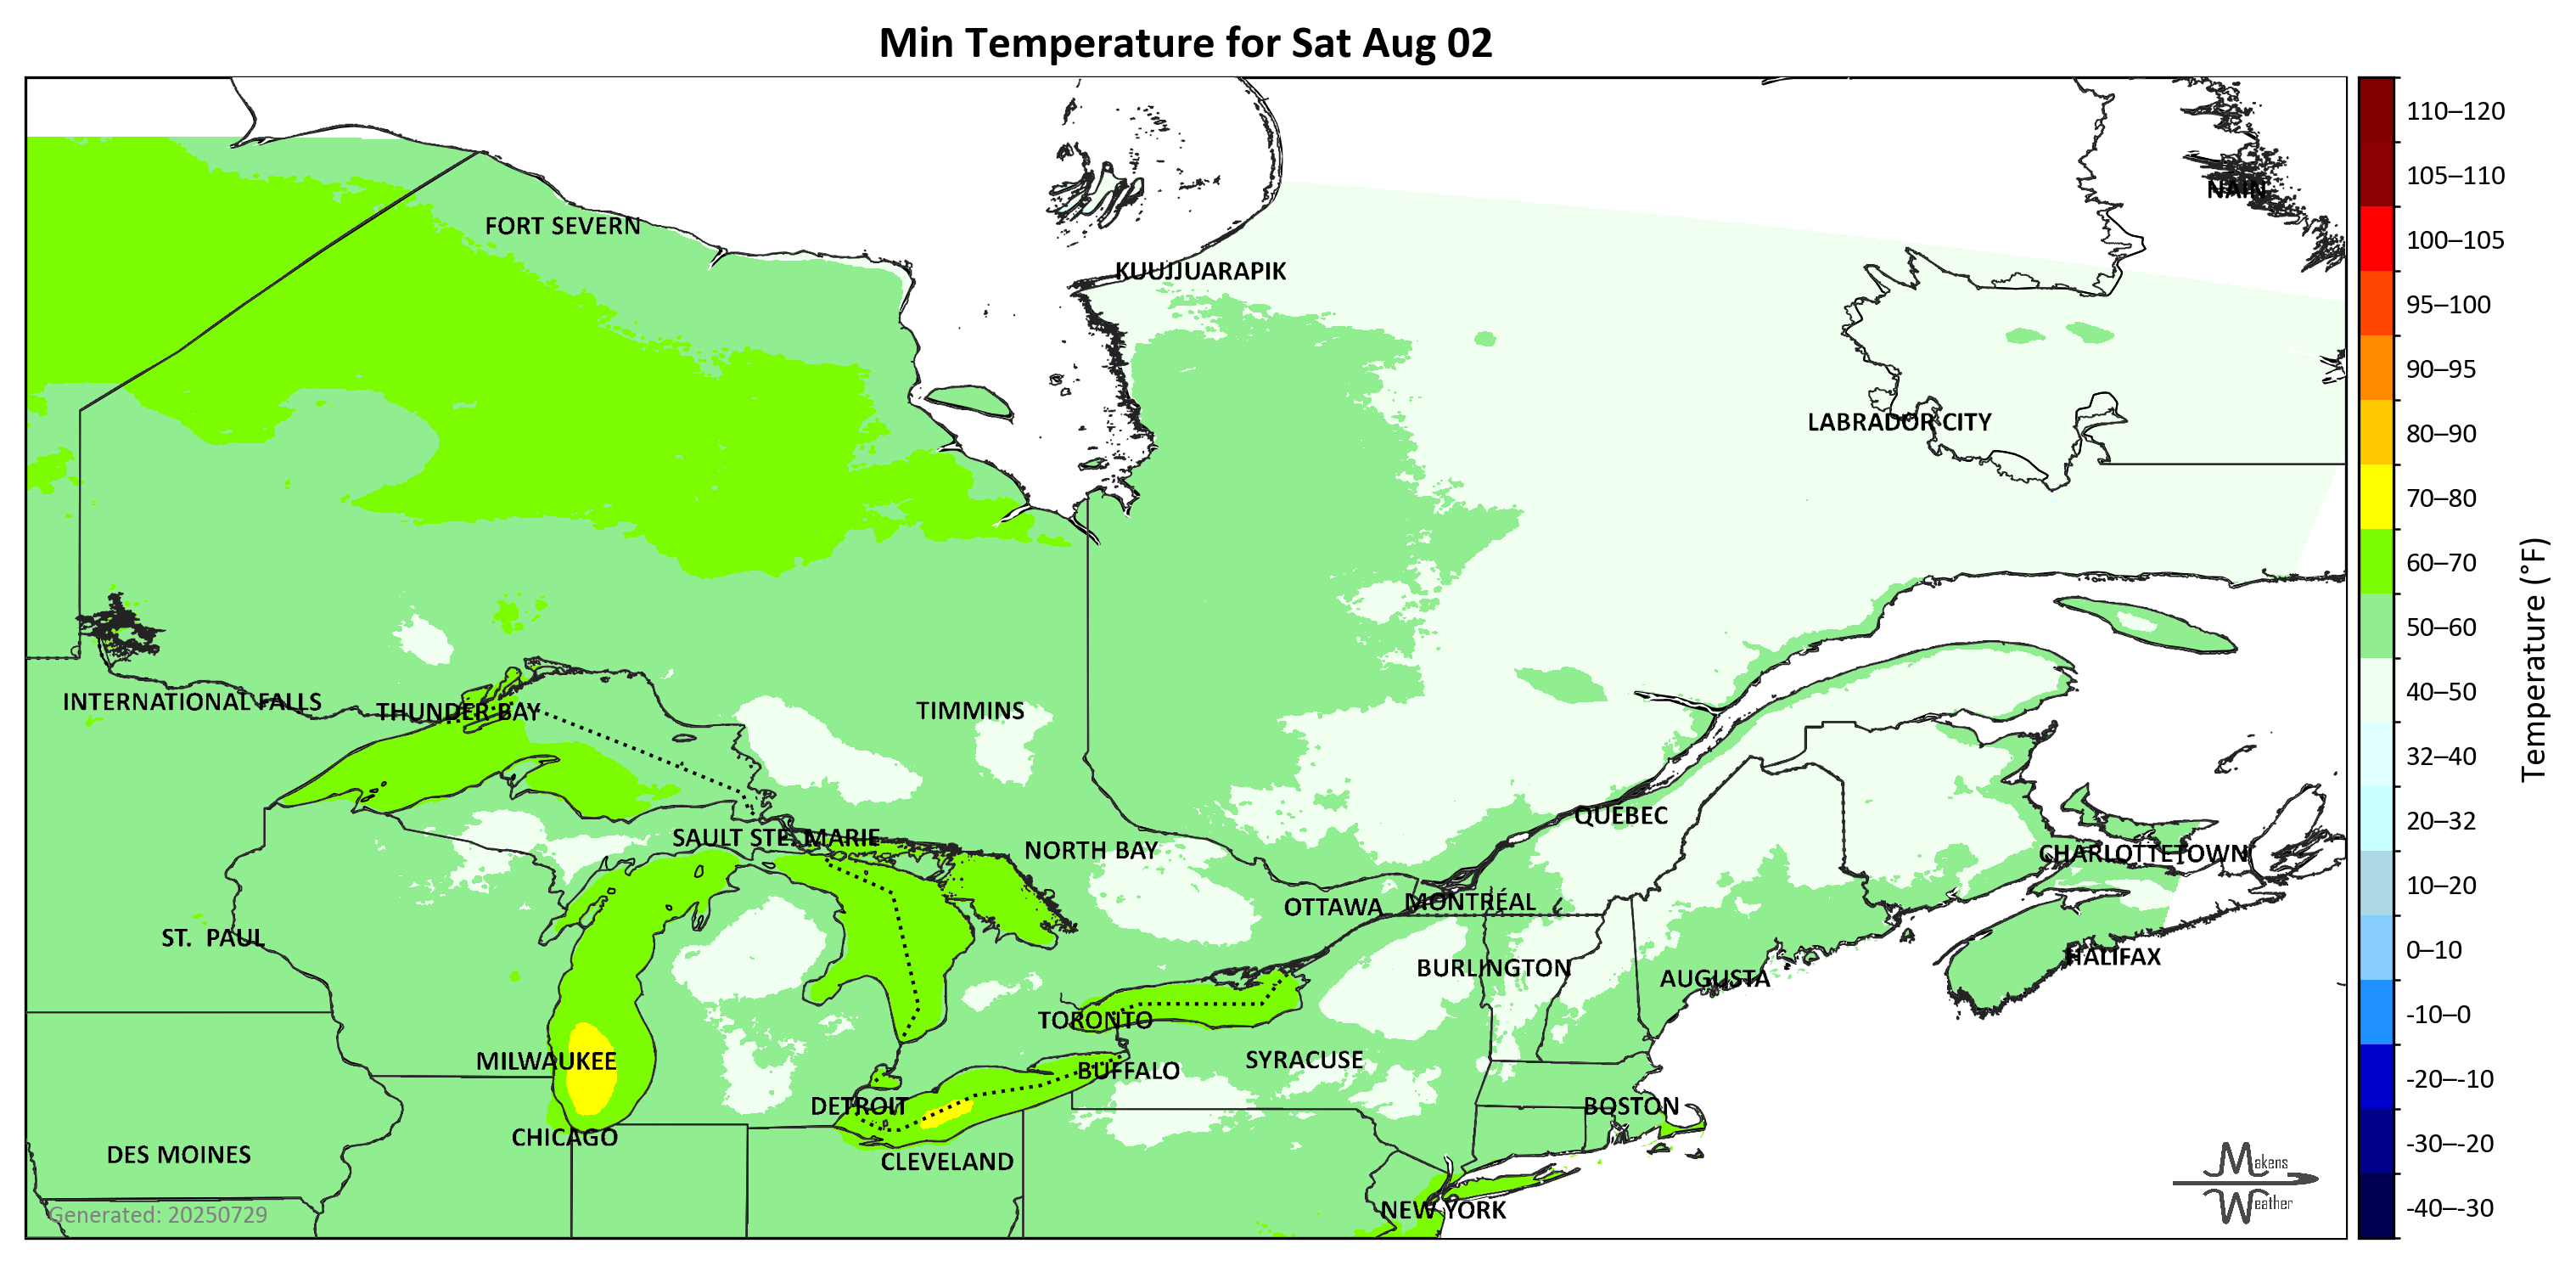 Min Temperature for Sat Aug 02
110–120
105–110
NAIN
FORT SEVERN
100–105
KUUJJUARAPIK
95–100
90–95
LABRADOR CITY
80–90
70–80
60–70
50–60
Temperature (°F)
40–50
INTERNATIONAL FALLS
THUNDER BAY
TIMMINS
32–40
QUÉBEC
20–32
SAULT STE. MARIE
NORTH BAY
CHARLOTTETOWN
10–20
OTTAWA
MONTRÉAL
ST.  PAUL
0–10
HALIFAX
BURLINGTON
AUGUSTA
-10–0
TORONTO
MILWAUKEE
SYRACUSE
BUFFALO
-20–-10
DETROIT
BOSTON
CHICAGO
-30–-20
DES MOINES
CLEVELAND
Makens
Weather
NEW YORK
-40–-30
Generated: 20250729